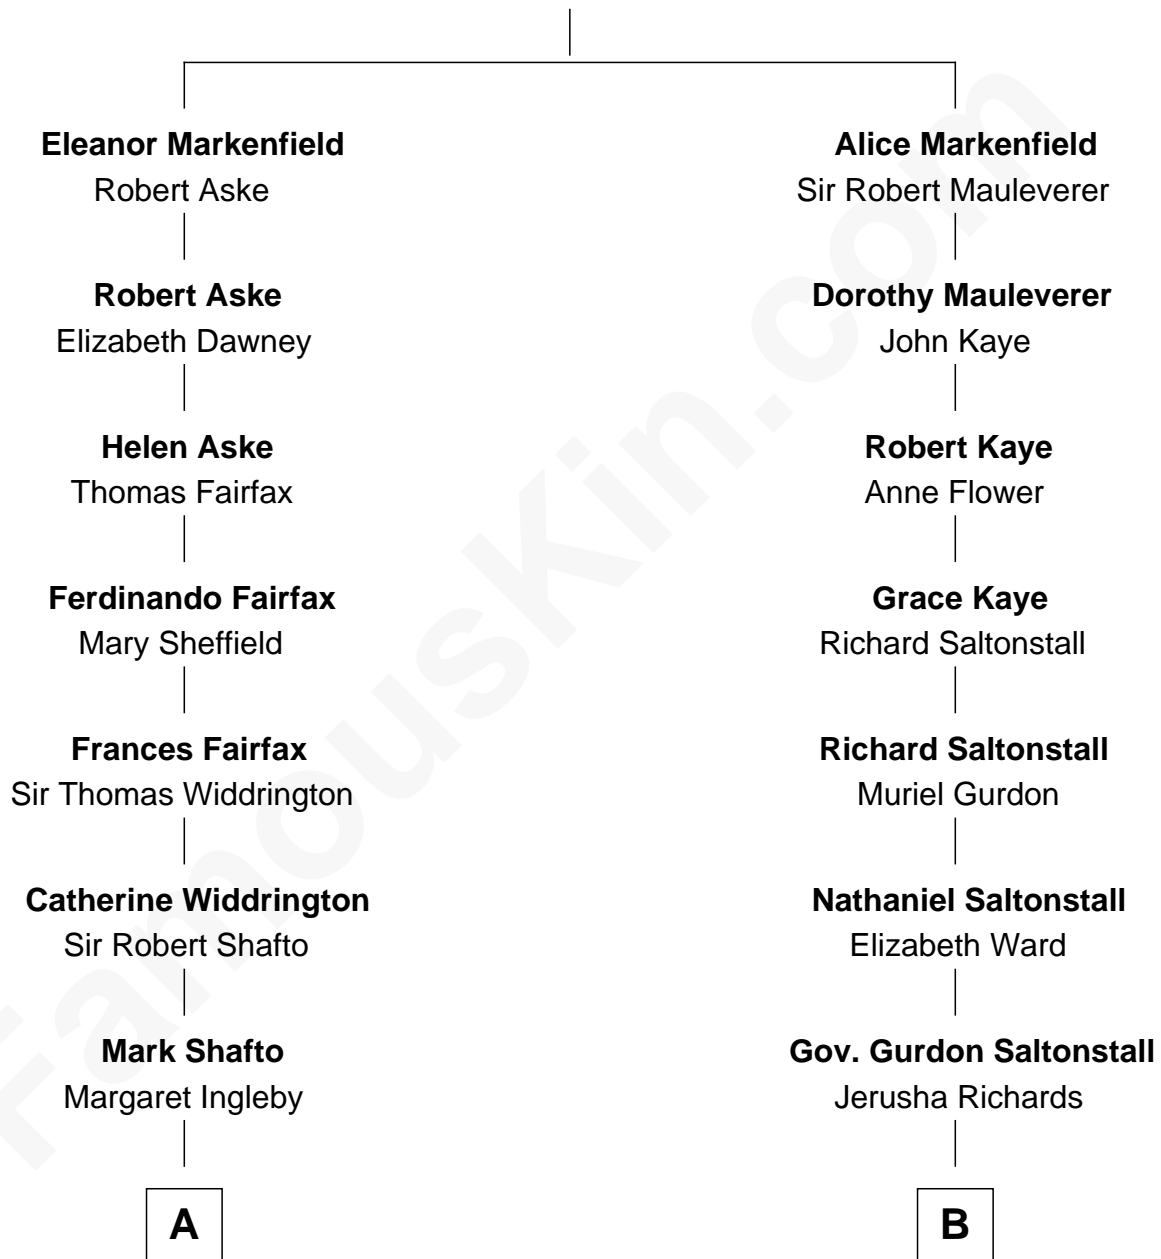 Eleanor Markenfield
Robert Aske
Robert Aske
Elizabeth Dawney
Helen Aske
Thomas Fairfax
Ferdinando Fairfax
Mary Sheffield
Frances Fairfax
Sir Thomas Widdrington
Catherine Widdrington
Sir Robert Shafto
Mark Shafto
Margaret Ingleby
A
Alice Markenfield
Sir Robert Mauleverer
Dorothy Mauleverer
John Kaye
Robert Kaye
Anne Flower
Grace Kaye
Richard Saltonstall
Richard Saltonstall
Muriel Gurdon
Nathaniel Saltonstall
Elizabeth Ward
Gov. Gurdon Saltonstall
Jerusha Richards
B
FamousKin.com